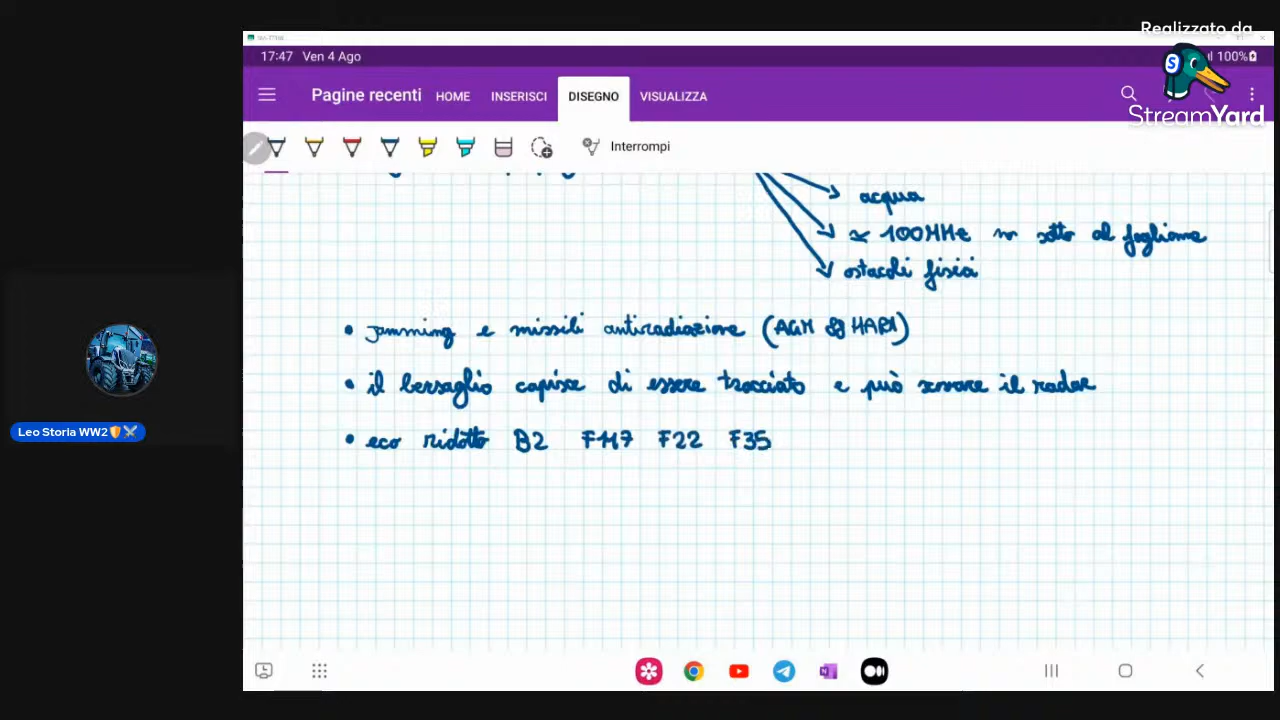 Realizzato da
17:47 Ven 4 Ago 100%
StreamYard
Pagine recenti HOME INSERISCI DISEGNO VISUALIZZA
Interrompi
acqua
≃ 100MHz no sotto al fogliame
ostacoli fisici
• jamming e missili antiradiazione (AGM 88 HARM)
• il bersaglio capisce di essere tracciato e può il radar
• eco ridotto B2 F117 F22 F35
Leo Storia WW2🛡️⚔️